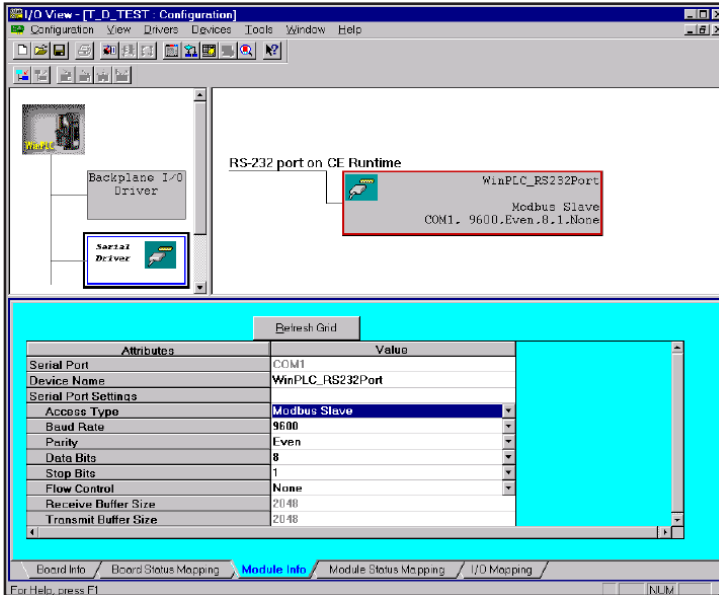 I/O View - [T_D_TEST : Configuration]
Configuration View Drivers Devices Tools Window Help
WinPLC
Backplane I/O
Driver
Serial
Driver
RS-232 port on CE Runtime
WinPLC_RS232Port
Modbus Slave
COM1, 9600,Even,8,1,None
Refresh Grid
Attributes Value
Serial Port COM1
Device Name WinPLC_RS232Port
Serial Port Settings
Access Type Modbus Slave
Baud Rate 9600
Parity Even
Data Bits 8
Stop Bits 1
Flow Control None
Receive Buffer Size 2048
Transmit Buffer Size 2048
Board Info Board Status Mapping Module Info Module Status Mapping I/O Mapping
For Help, press F1 NUM